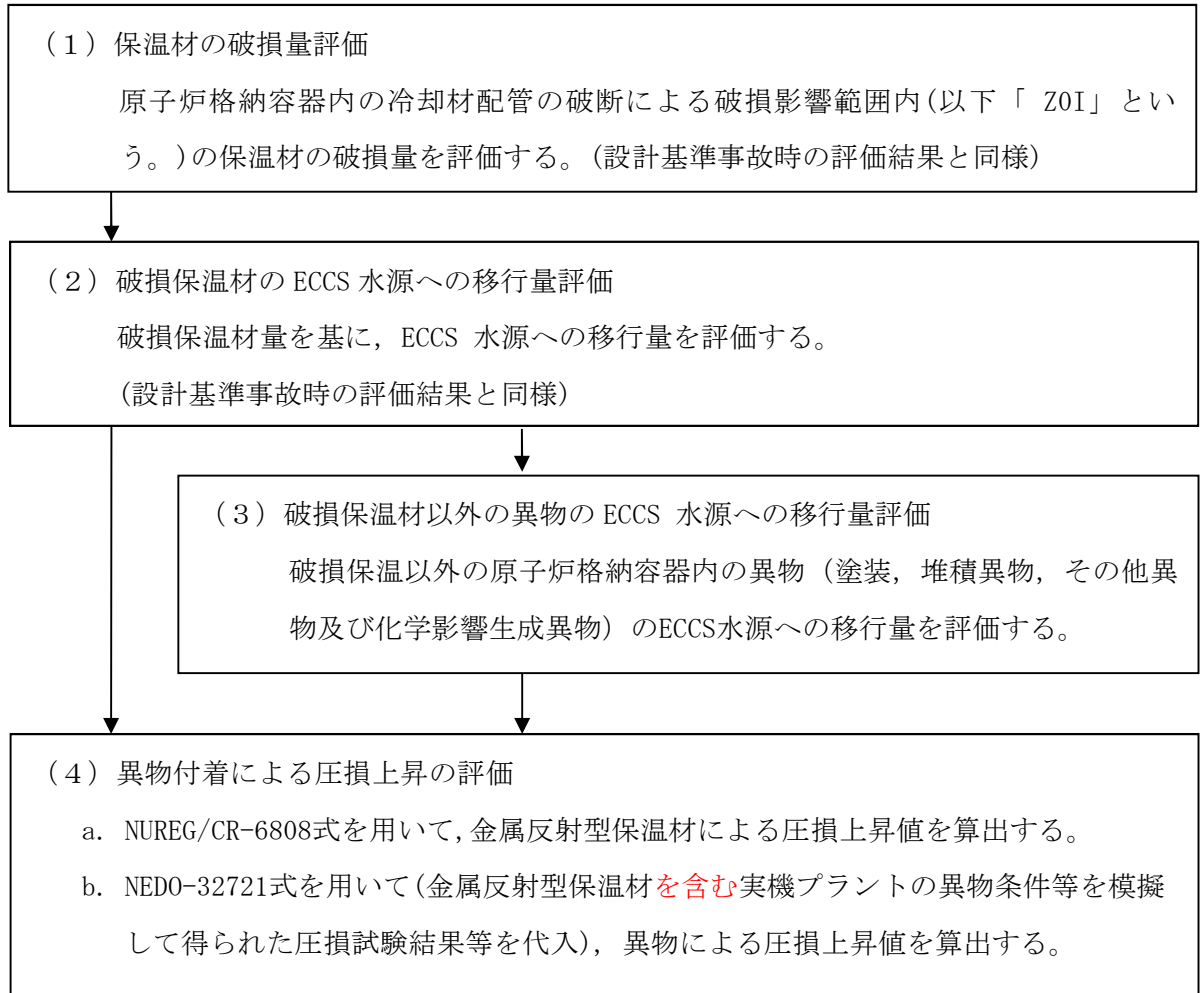 （１）保温材の破損量評価
原子炉格納容器内の冷却材配管の破断による破損影響範囲内(以下「 ZOI」とい
う。)の保温材の破損量を評価する。(設計基準事故時の評価結果と同様)
（２）破損保温材の ECCS 水源への移行量評価
破損保温材量を基に，ECCS 水源への移行量を評価する。
(設計基準事故時の評価結果と同様)
（３）破損保温材以外の異物の ECCS 水源への移行量評価
破損保温以外の原子炉格納容器内の異物（塗装，堆積異物，その他異
物及び化学影響生成異物）のECCS水源への移行量を評価する。
（４）異物付着による圧損上昇の評価
a. NUREG/CR-6808式を用いて,金属反射型保温材による圧損上昇値を算出する。
b. NEDO-32721式を用いて(金属反射型保温材を含む実機プラントの異物条件等を模擬
して得られた圧損試験結果等を代入)，異物による圧損上昇値を算出する。